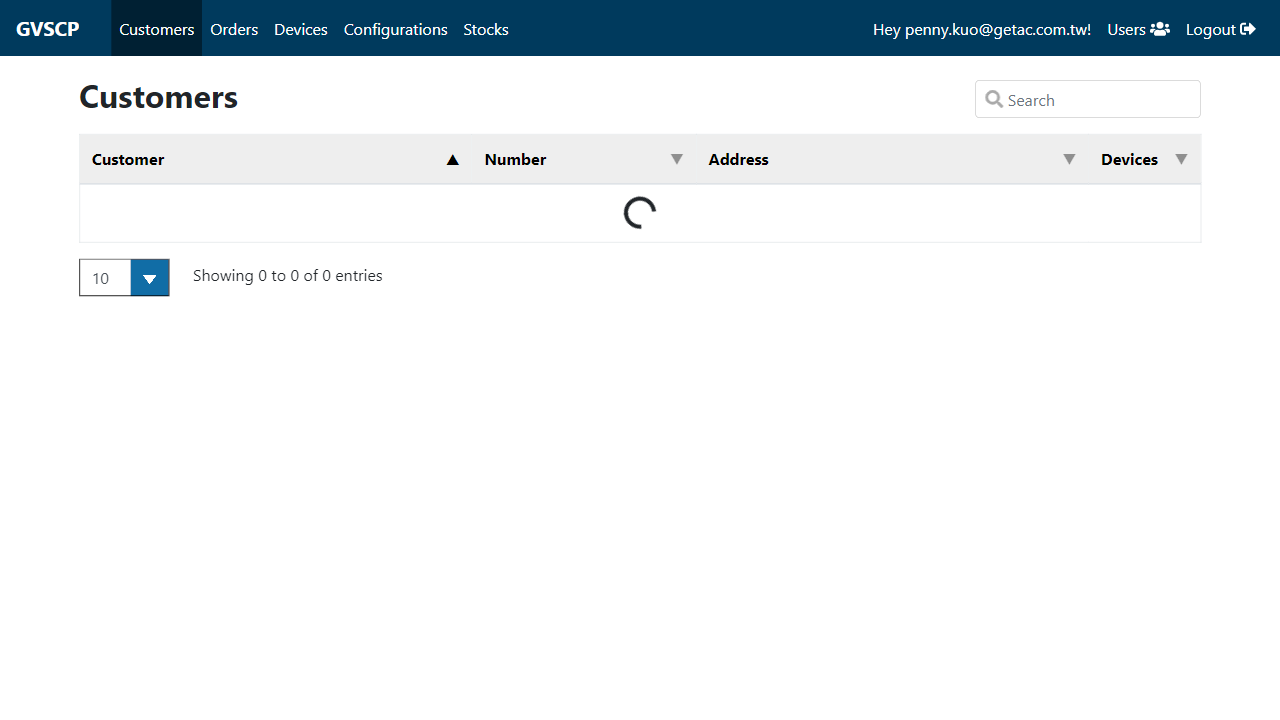 GVSCP Customers Orders Devices Configurations Stocks Hey penny.kuo@getac.com.tw! Users Logout
Customers Search
Customer Number Address Devices
10 Showing 0 to 0 of 0 entries